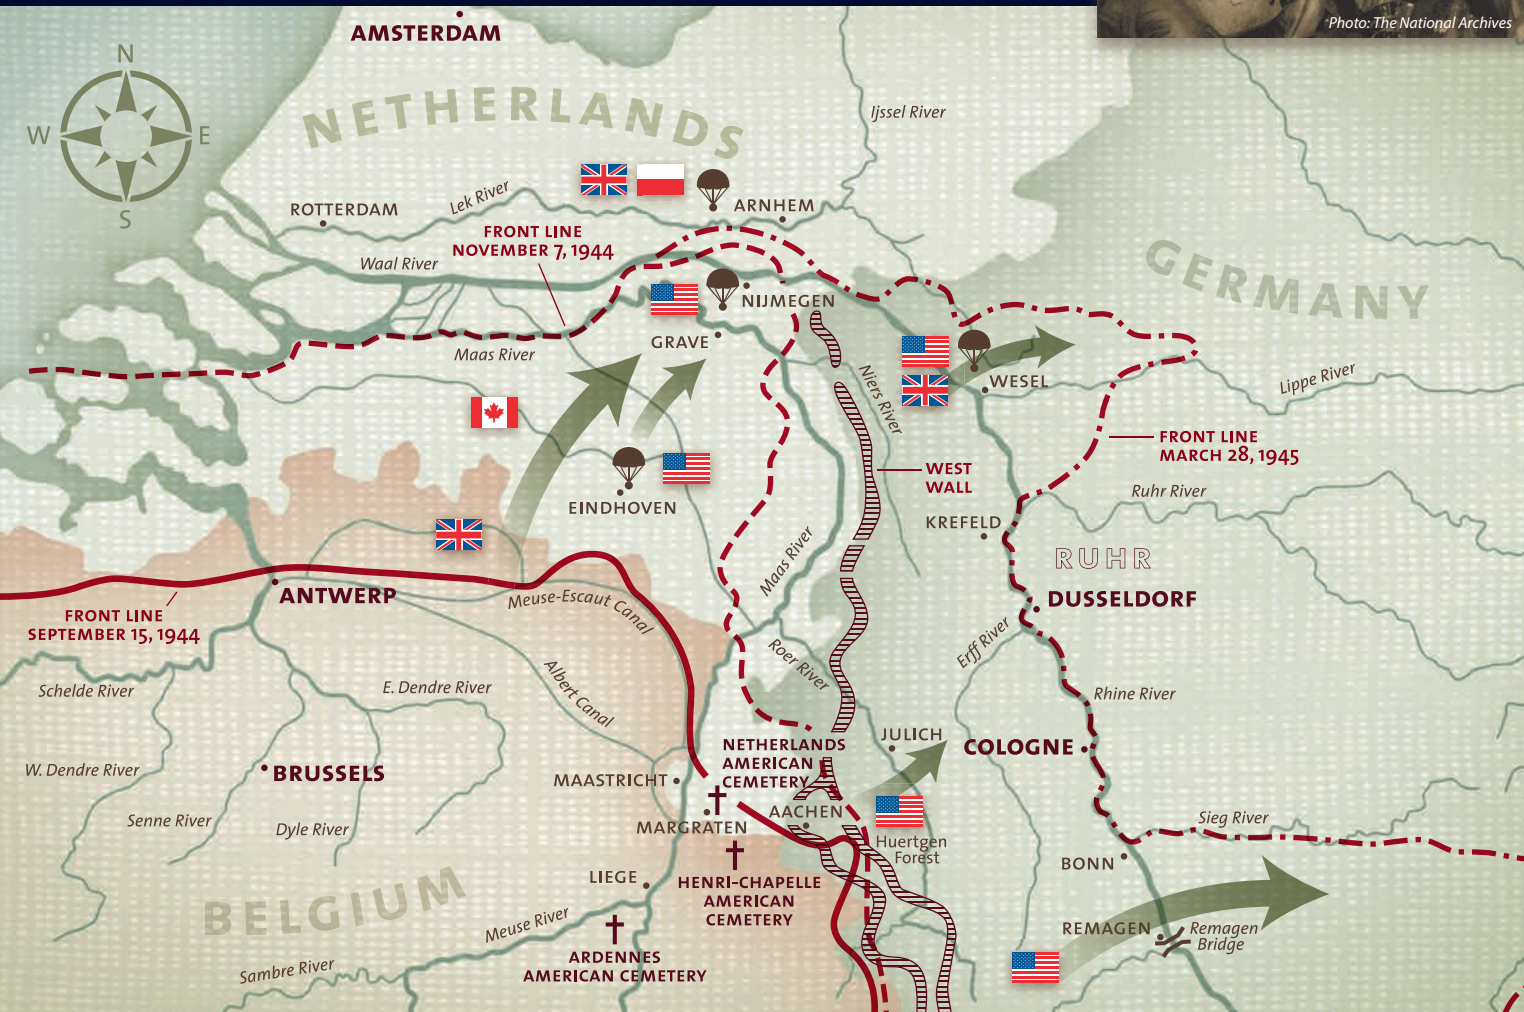 Photo: The National Archives
AMSTERDAM
N
W
E
S
NETHERLANDS
Ijssel River
Lek River
ROTTERDAM
ARNHEM
FRONT LINE
NOVEMBER 7, 1944
Waal River
GERMANY
NIJMEGEN
GRAVE
Maas River
Niers River
WESEL
Lippe River
FRONT LINE
MARCH 28, 1945
WEST
WALL
EINDHOVEN
Ruhr River
KREFELD
RUHR
Maas River
ANTWERP
Meuse-Escaut Canal
DUSSELDORF
FRONT LINE
SEPTEMBER 15, 1944
Erff River
Roer River
Schelde River
E. Dendre River
Albert Canal
Rhine River
JULICH
COLOGNE
NETHERLANDS
AMERICAN
CEMETERY
W. Dendre River
BRUSSELS
MAASTRICHT
AACHEN
MARGRATEN
Senne River
Dyle River
Sieg River
Huertgen
Forest
BONN
LIEGE
HENRI-CHAPELLE
AMERICAN
CEMETERY
BELGIUM
Meuse River
REMAGEN
Remagen
Bridge
ARDENNES
AMERICAN CEMETERY
Sambre River